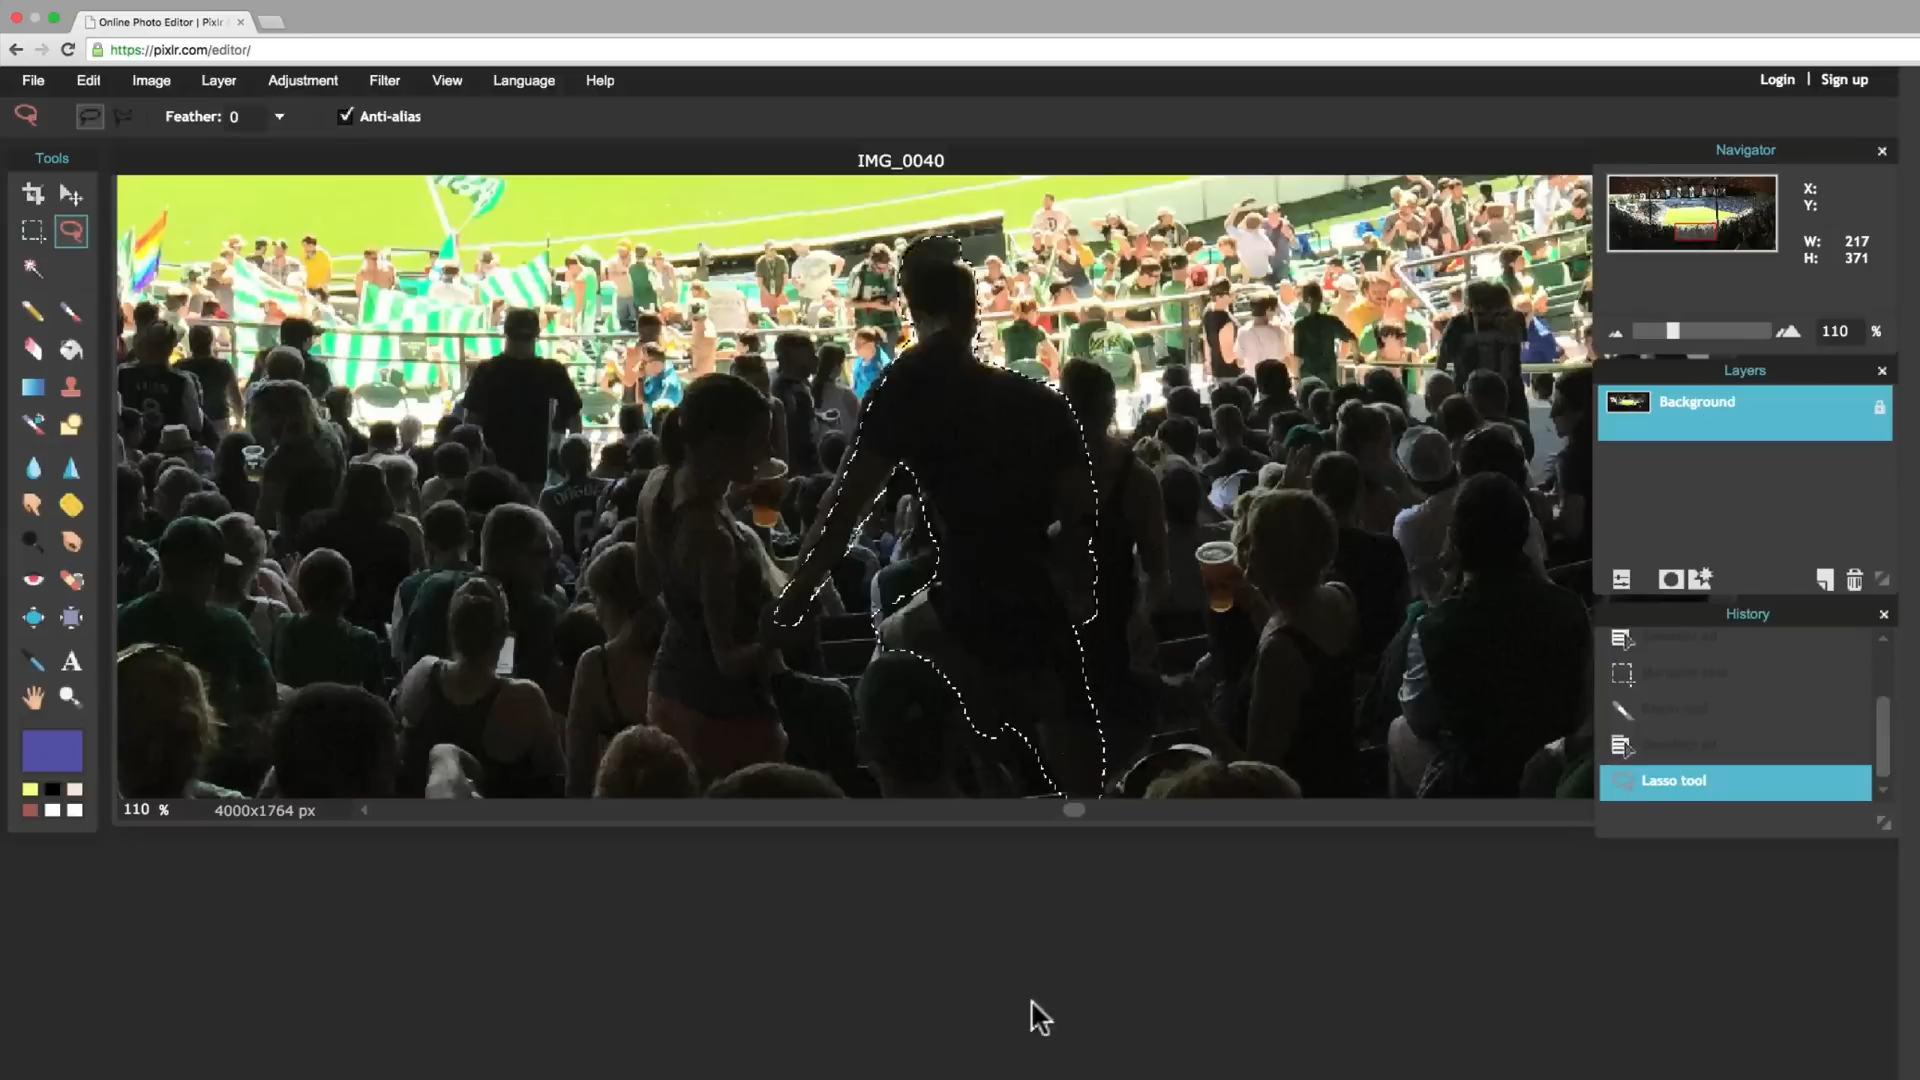 Online Photo Editor | Pixlr
https://pixlr.com/editor/
File Edit Image Layer Adjustment Filter View Language Help
Login | Sign up
Feather: 0
Anti-alias
Tools
IMG_0040
Navigator
X:
Y:
W: 217
H: 371
110 %
Layers
Background
History
Lasso tool
110 % 4000x1764 px